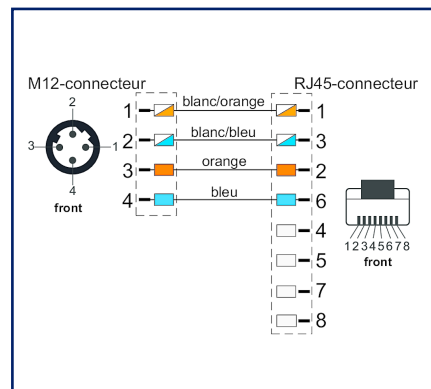 M12-connecteur
RJ45-connecteur
2
3
1
4
front
1 blanc/orange 1
2 blanc/bleu 3
3 orange 2
4 bleu 6
4
5
7
8
12345678
front